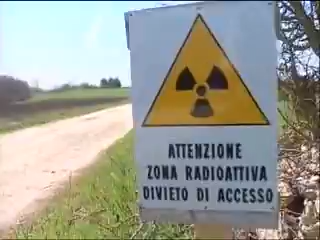 ATTENZIONE
ZONA RADIOATTIVA
DIVIETO DI ACCESSO